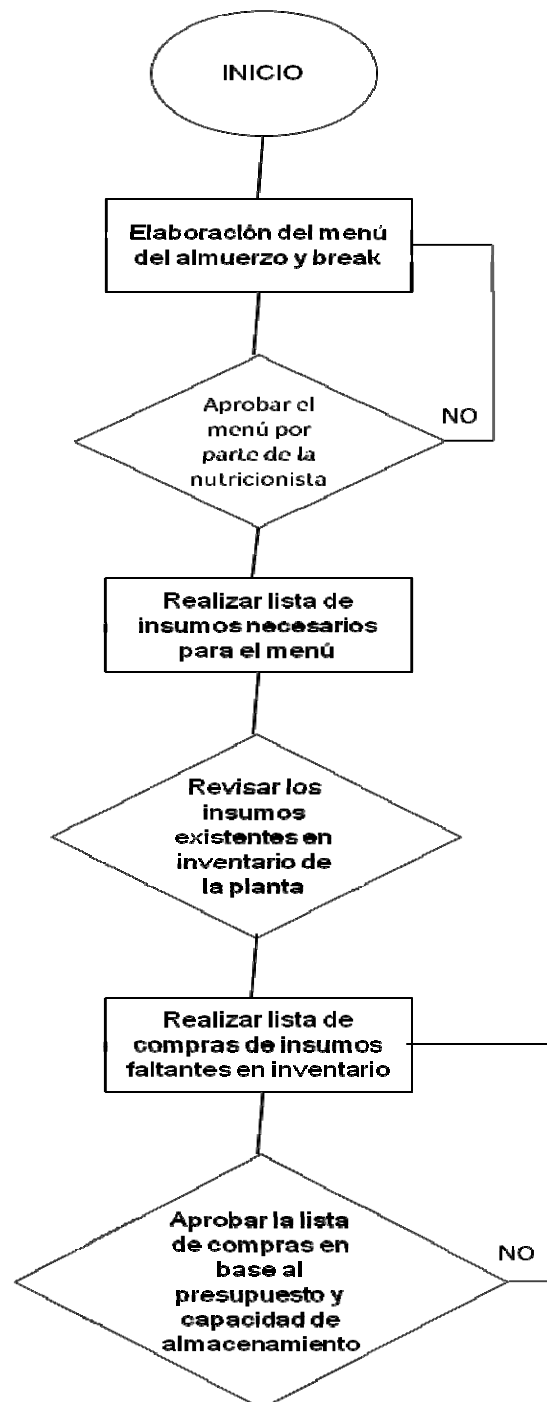 INICIO
Elaboración del menú
del almuerzo y break
Aprobar el
menú por
parte de la
nutricionista
NO
Realizar lista de
insumos necesarios
para el menú
Revisar los
insumos
existentes en
inventario de
la planta
Realizar lista de
compras de insumos
faltantes en inventario
Aprobar la lista
de compras en
base al
presupuesto y
capacidad de
almacenamiento
NO